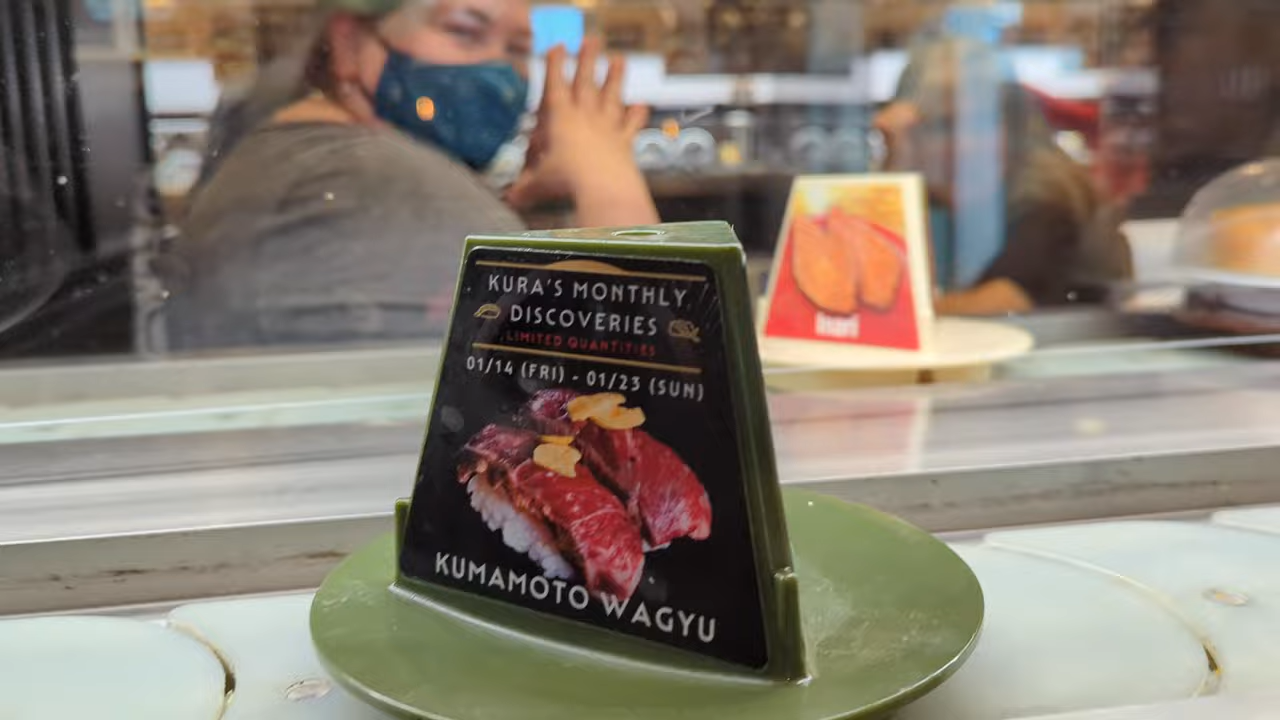 KURA'S MONTHLY
DISCOVERIES
LIMITED QUANTITIES
01/14 (FRI) - 01/23 (SUN)
KUMAMOTO WAGYU